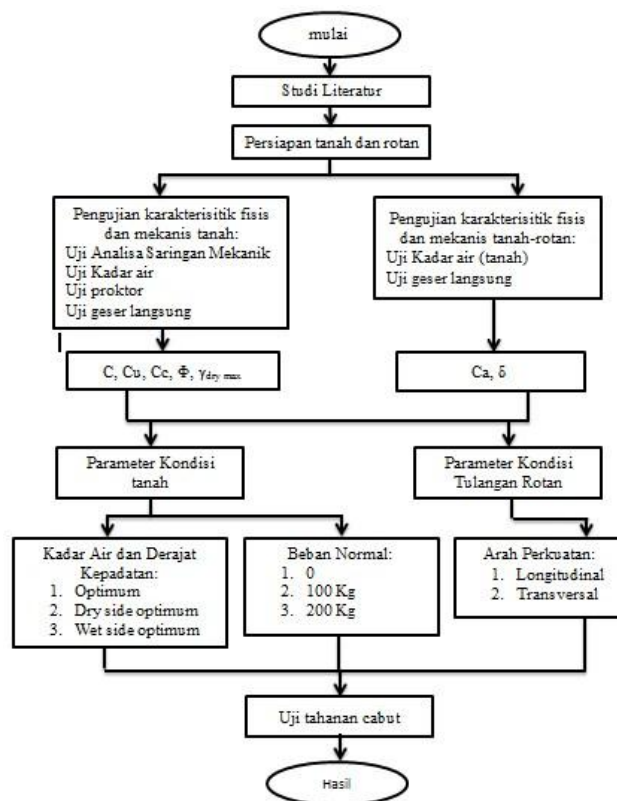 mulai
Studi Literatur
Persiapan tanah dan rotan
Pengujian karakterisitik fisis
dan mekanis tanah:
Uji Analisa Saringan Mekanik
Uji Kadar air
Uji proktor
Uji geser langsung
Pengujian karakterisitik fisis
dan mekanis tanah-rotan:
Uji Kadar air (tanah)
Uji geser langsung
C, Cu, Cc, Φ, γdry max
Ca, δ
Parameter Kondisi
tanah
Parameter Kondisi
Tulangan Rotan
Kadar Air dan Derajat
Kepadatan:
1. Optimum
2. Dry side optimum
3. Wet side optimum
Beban Normal:
1. 0
2. 100 Kg
3. 200 Kg
Arah Perkuatan:
1. Longitudinal
2. Transversal
Uji tahanan cabut
Hasil